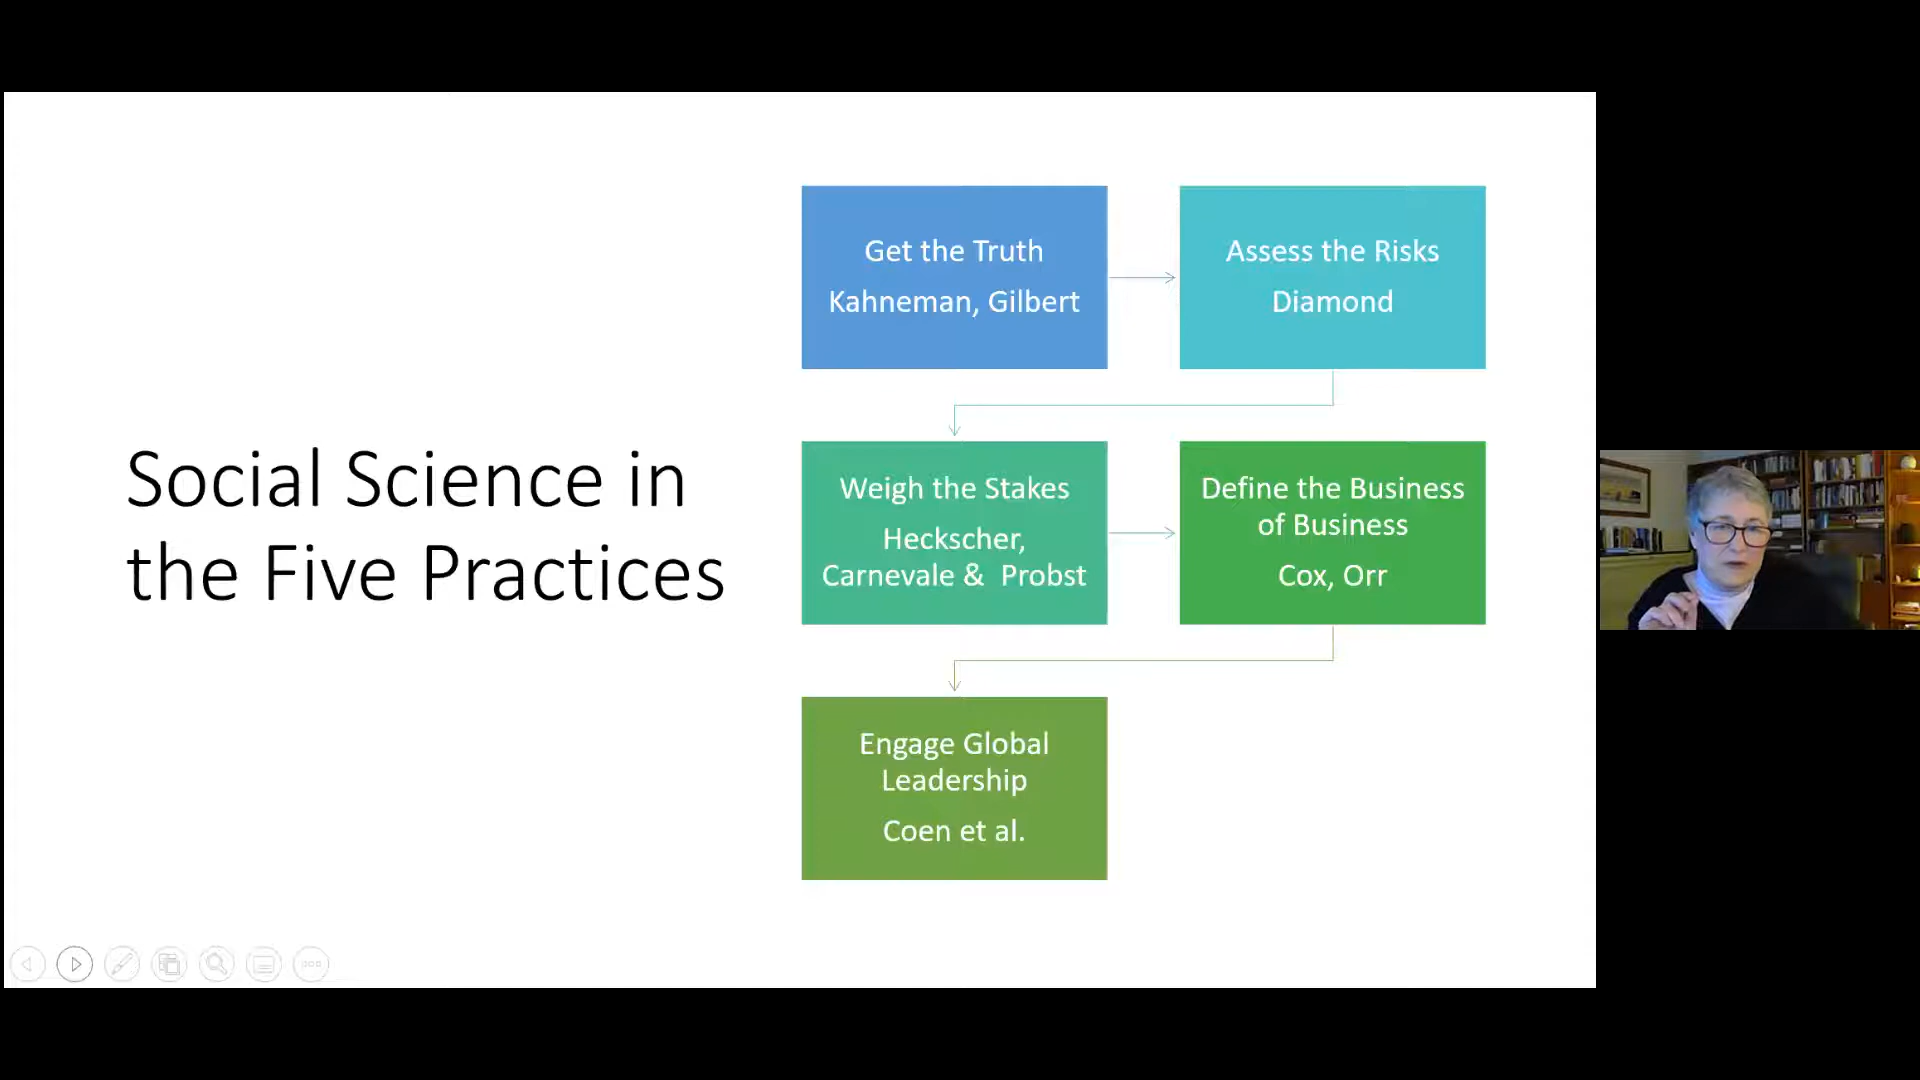 Social Science in
the Five Practices
Get the Truth
Kahneman, Gilbert
Assess the Risks
Diamond
Weigh the Stakes
Heckscher,
Carnevale &  Probst
Define the Business
of Business
Cox, Orr
Engage Global
Leadership
Coen et al.